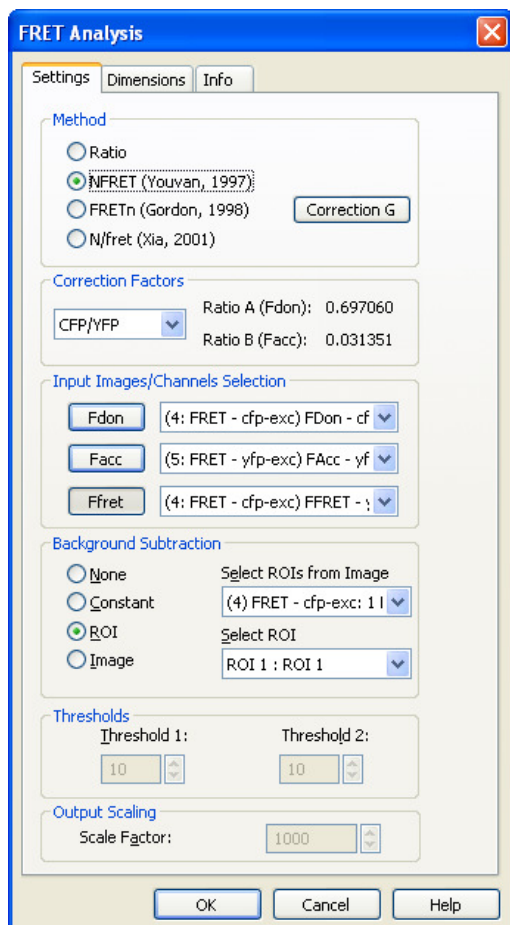 FRET Analysis
Settings Dimensions Info
Method
Ratio
NFRET (Youvan, 1997)
FRETn (Gordon, 1998) Correction G
N/fret (Xia, 2001)
Correction Factors
CFP/YFP
Ratio A (Fdon): 0.697060
Ratio B (Facc): 0.031351
Input Images/Channels Selection
Fdon (4: FRET - cfp-exc) FDon - cf
Facc (5: FRET - yfp-exc) FAcc - yf
Ffret (4: FRET - cfp-exc) FFRET -
Background Subtraction
None
Constant
ROI
Image
Select ROIs from Image
(4) FRET - cfp-exc: 1
Select ROI
ROI 1 : ROI 1
Thresholds
Threshold 1: Threshold 2:
10 10
Output Scaling
Scale Factor: 1000
OK Cancel Help